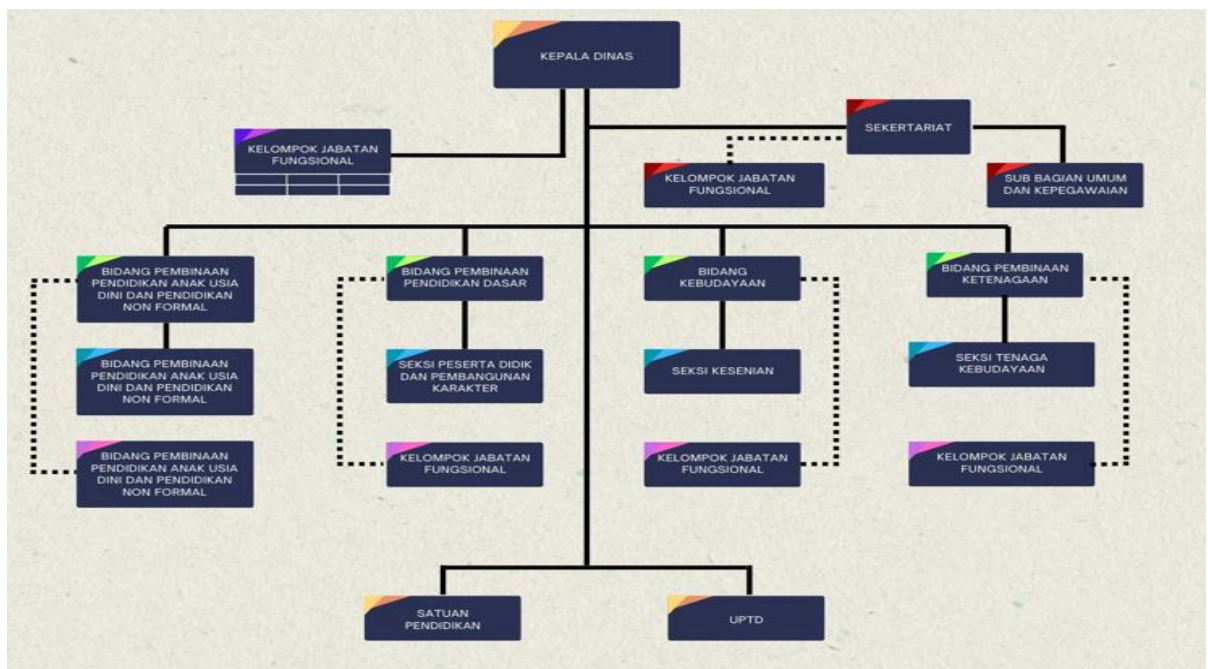 KEPALA DINAS
SEKERTARIAT
KELOMPOK JABATAN
FUNGSIONAL
KELOMPOK JABATAN
FUNGSIONAL
SUB BAGIAN UMUM
DAN KEPEGAWAIAN
BIDANG PEMBINAAN
PENDIDIKAN ANAK USIA
DINI DAN PENDIDIKAN
NON FORMAL
BIDANG PEMBINAAN
PENDIDIKAN DASAR
BIDANG
KEBUDAYAAN
BIDANG PEMBINAAN
KETENAGAAN
BIDANG PEMBINAAN
PENDIDIKAN ANAK USIA
DINI DAN PENDIDIKAN
NON FORMAL
SEKSI PESERTA DIDIK
DAN PEMBANGUNAN
KARAKTER
SEKSI KESENIAN
SEKSI TENAGA
KEBUDAYAAN
BIDANG PEMBINAAN
PENDIDIKAN ANAK USIA
DINI DAN PENDIDIKAN
NON FORMAL
KELOMPOK JABATAN
FUNGSIONAL
KELOMPOK JABATAN
FUNGSIONAL
KELOMPOK JABATAN
FUNGSIONAL
SATUAN
PENDIDIKAN
UPTD